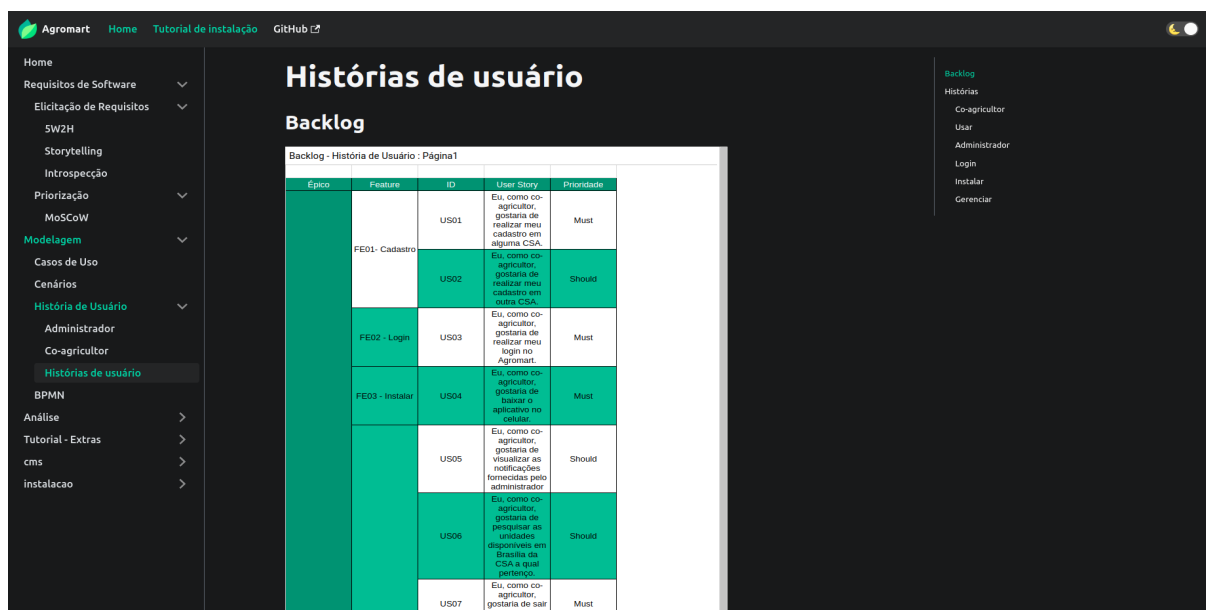 Agromart Home Tutorial de instalação GitHub
Home
Requisitos de Software
Elicitação de Requisitos
5W2H
Storytelling
Introspecção
Priorização
MoSCoW
Modelagem
Casos de Uso
Cenários
História de Usuário
Administrador
Co-agricultor
Histórias de usuário
BPMN
Análise
Tutorial - Extras
cms
instalacao
Histórias de usuário
Backlog
Backlog - História de Usuário : Página1
Épico Feature ID User Story Prioridade
FE01- Cadastro
US01
Eu, como co-
agricultor,
gostaria de
realizar meu
cadastro em
alguma CSA.
Must
US02
Eu, como co-
agricultor,
gostaria de
realizar meu
cadastro em
outra CSA.
Should
FE02 - Login
US03
Eu, como co-
agricultor,
gostaria de
realizar meu
login no
Agromart.
Must
FE03 - Instalar
US04
Eu, como co-
agricultor,
gostaria de
baixar o
aplicativo no
celular.
Must
US05
Eu, como co-
agricultor,
gostaria de
visualizar as
notificações
fornecidas pelo
administrador
Should
US06
Eu, como co-
agricultor,
gostaria de
pesquisar as
unidades
disponíveis em
Brasília da
CSA a qual
pertenço.
Should
US07
Eu, como co-
agricultor,
gostaria de sair
Must
Backlog
Histórias
Co-agricultor
Usar
Administrador
Login
Instalar
Gerenciar